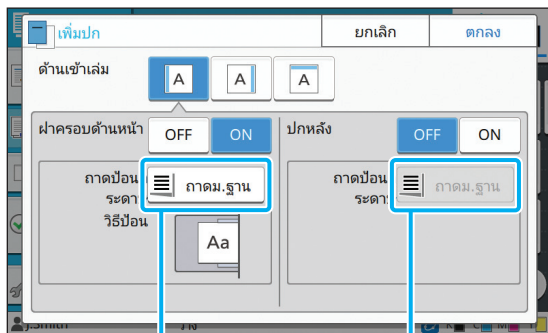 เพิ่มปก
ยกเลิก
ตกลง
ด้านเข้าเล่ม
A
A
A
ฝาครอบด้านหน้า
OFF
ON
ปกหลัง
OFF
ON
ถาดป้อน
ระดา
ถาดม.ฐาน
วิธีป้อน
Aa
ถาดป้อน
ระดา
ถาดม.ฐาน